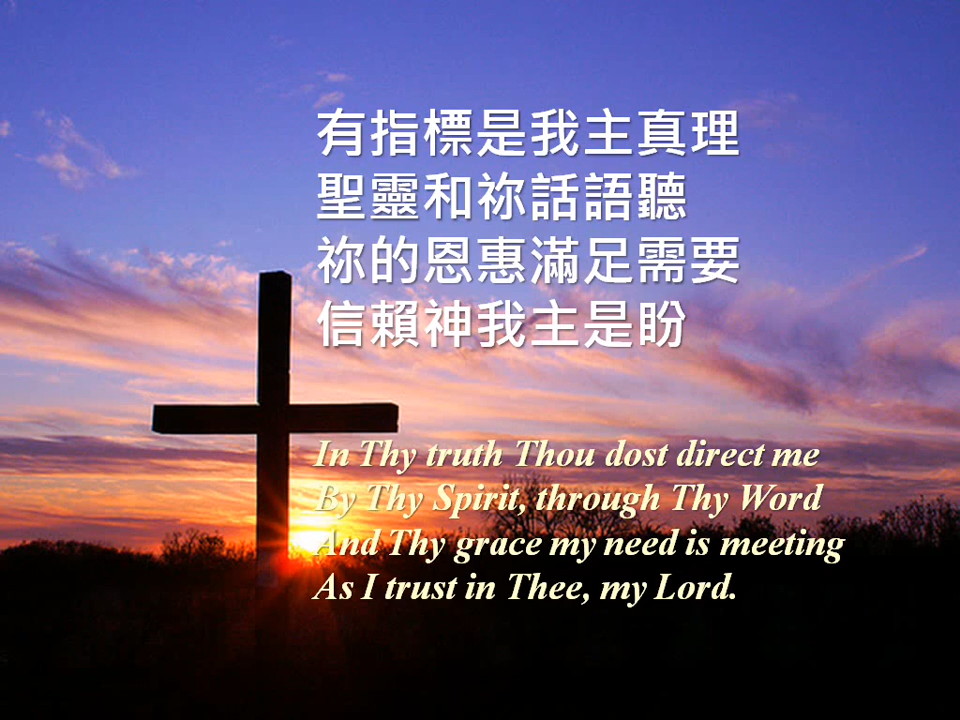 有指標是我主真理
聖靈和祢話語聽
祢的恩惠滿足需要
信賴神我主是盼
In Thy truth Thou dost direct me
By Thy Spirit, through Thy Word
And Thy grace my need is meeting
As I trust in Thee, my Lord.